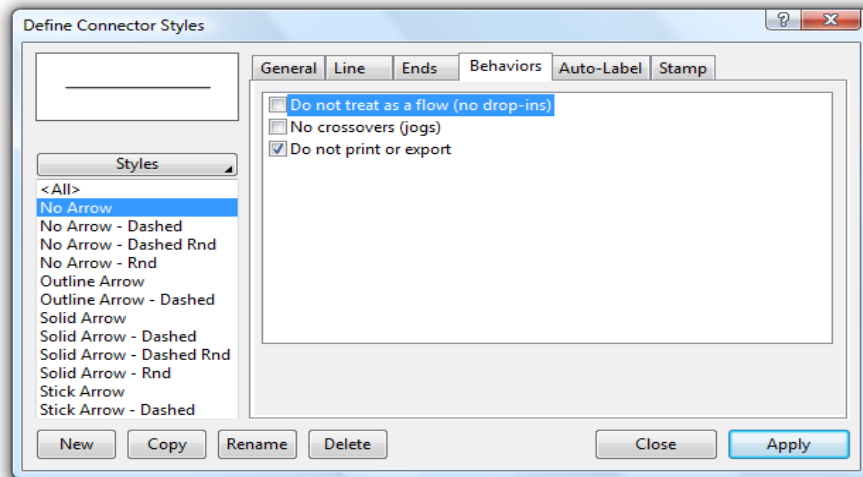 Define Connector Styles
General Line Ends Behaviors Auto-Label Stamp
Do not treat as a flow (no drop-ins)
No crossovers (jogs)
Do not print or export
Styles
<All>
No Arrow
No Arrow - Dashed
No Arrow - Dashed Rnd
No Arrow - Rnd
Outline Arrow
Outline Arrow - Dashed
Solid Arrow
Solid Arrow - Dashed
Solid Arrow - Dashed Rnd
Solid Arrow - Rnd
Stick Arrow
Stick Arrow - Dashed
New Copy Rename Delete Close Apply